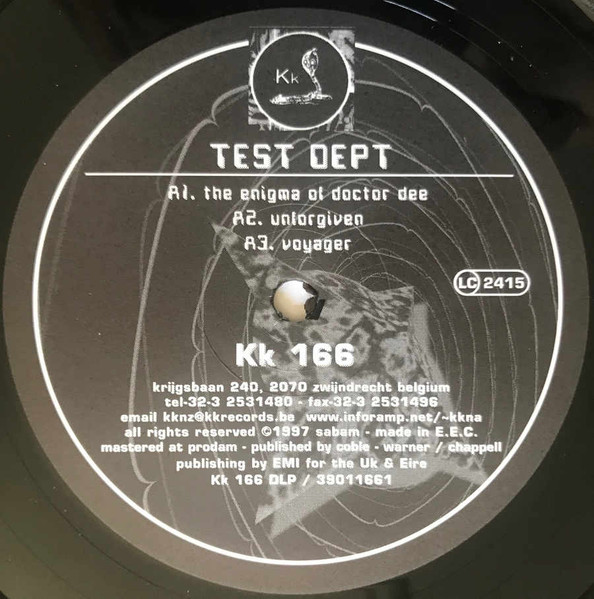 Kk
TEST DEPT
A1. the enigma of doctor dee
A2. unforgiven
A3. voyager
LC 2415
Kk 166
krijgsbaan 240, 2070 zwijndrecht belgium
tel-32-3 2531480 - fax-32-3 2531496
email kknz@kkrecords.be www.inforamp.net/~kkna
all rights reserved ©1997 sabam - made in E.E.C.
mastered at prodam - published by coble - warner / chappell
publishing by EMI for the Uk & Eire
Kk 166 DLP / 39011661